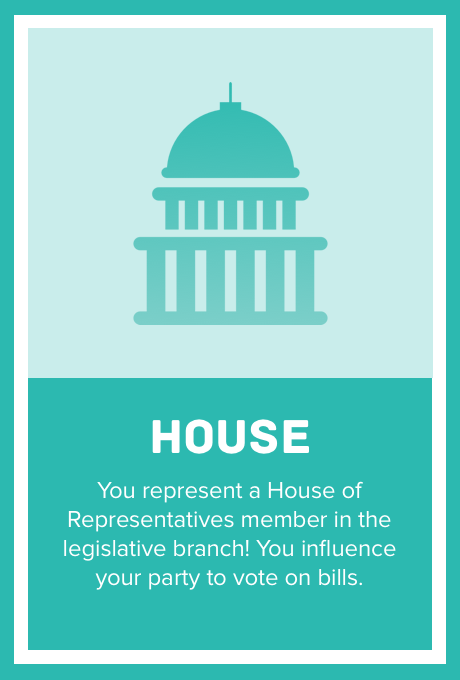 HOUSE
You represent a House of
Representatives member in the
legislative branch! You influence
your party to vote on bills.